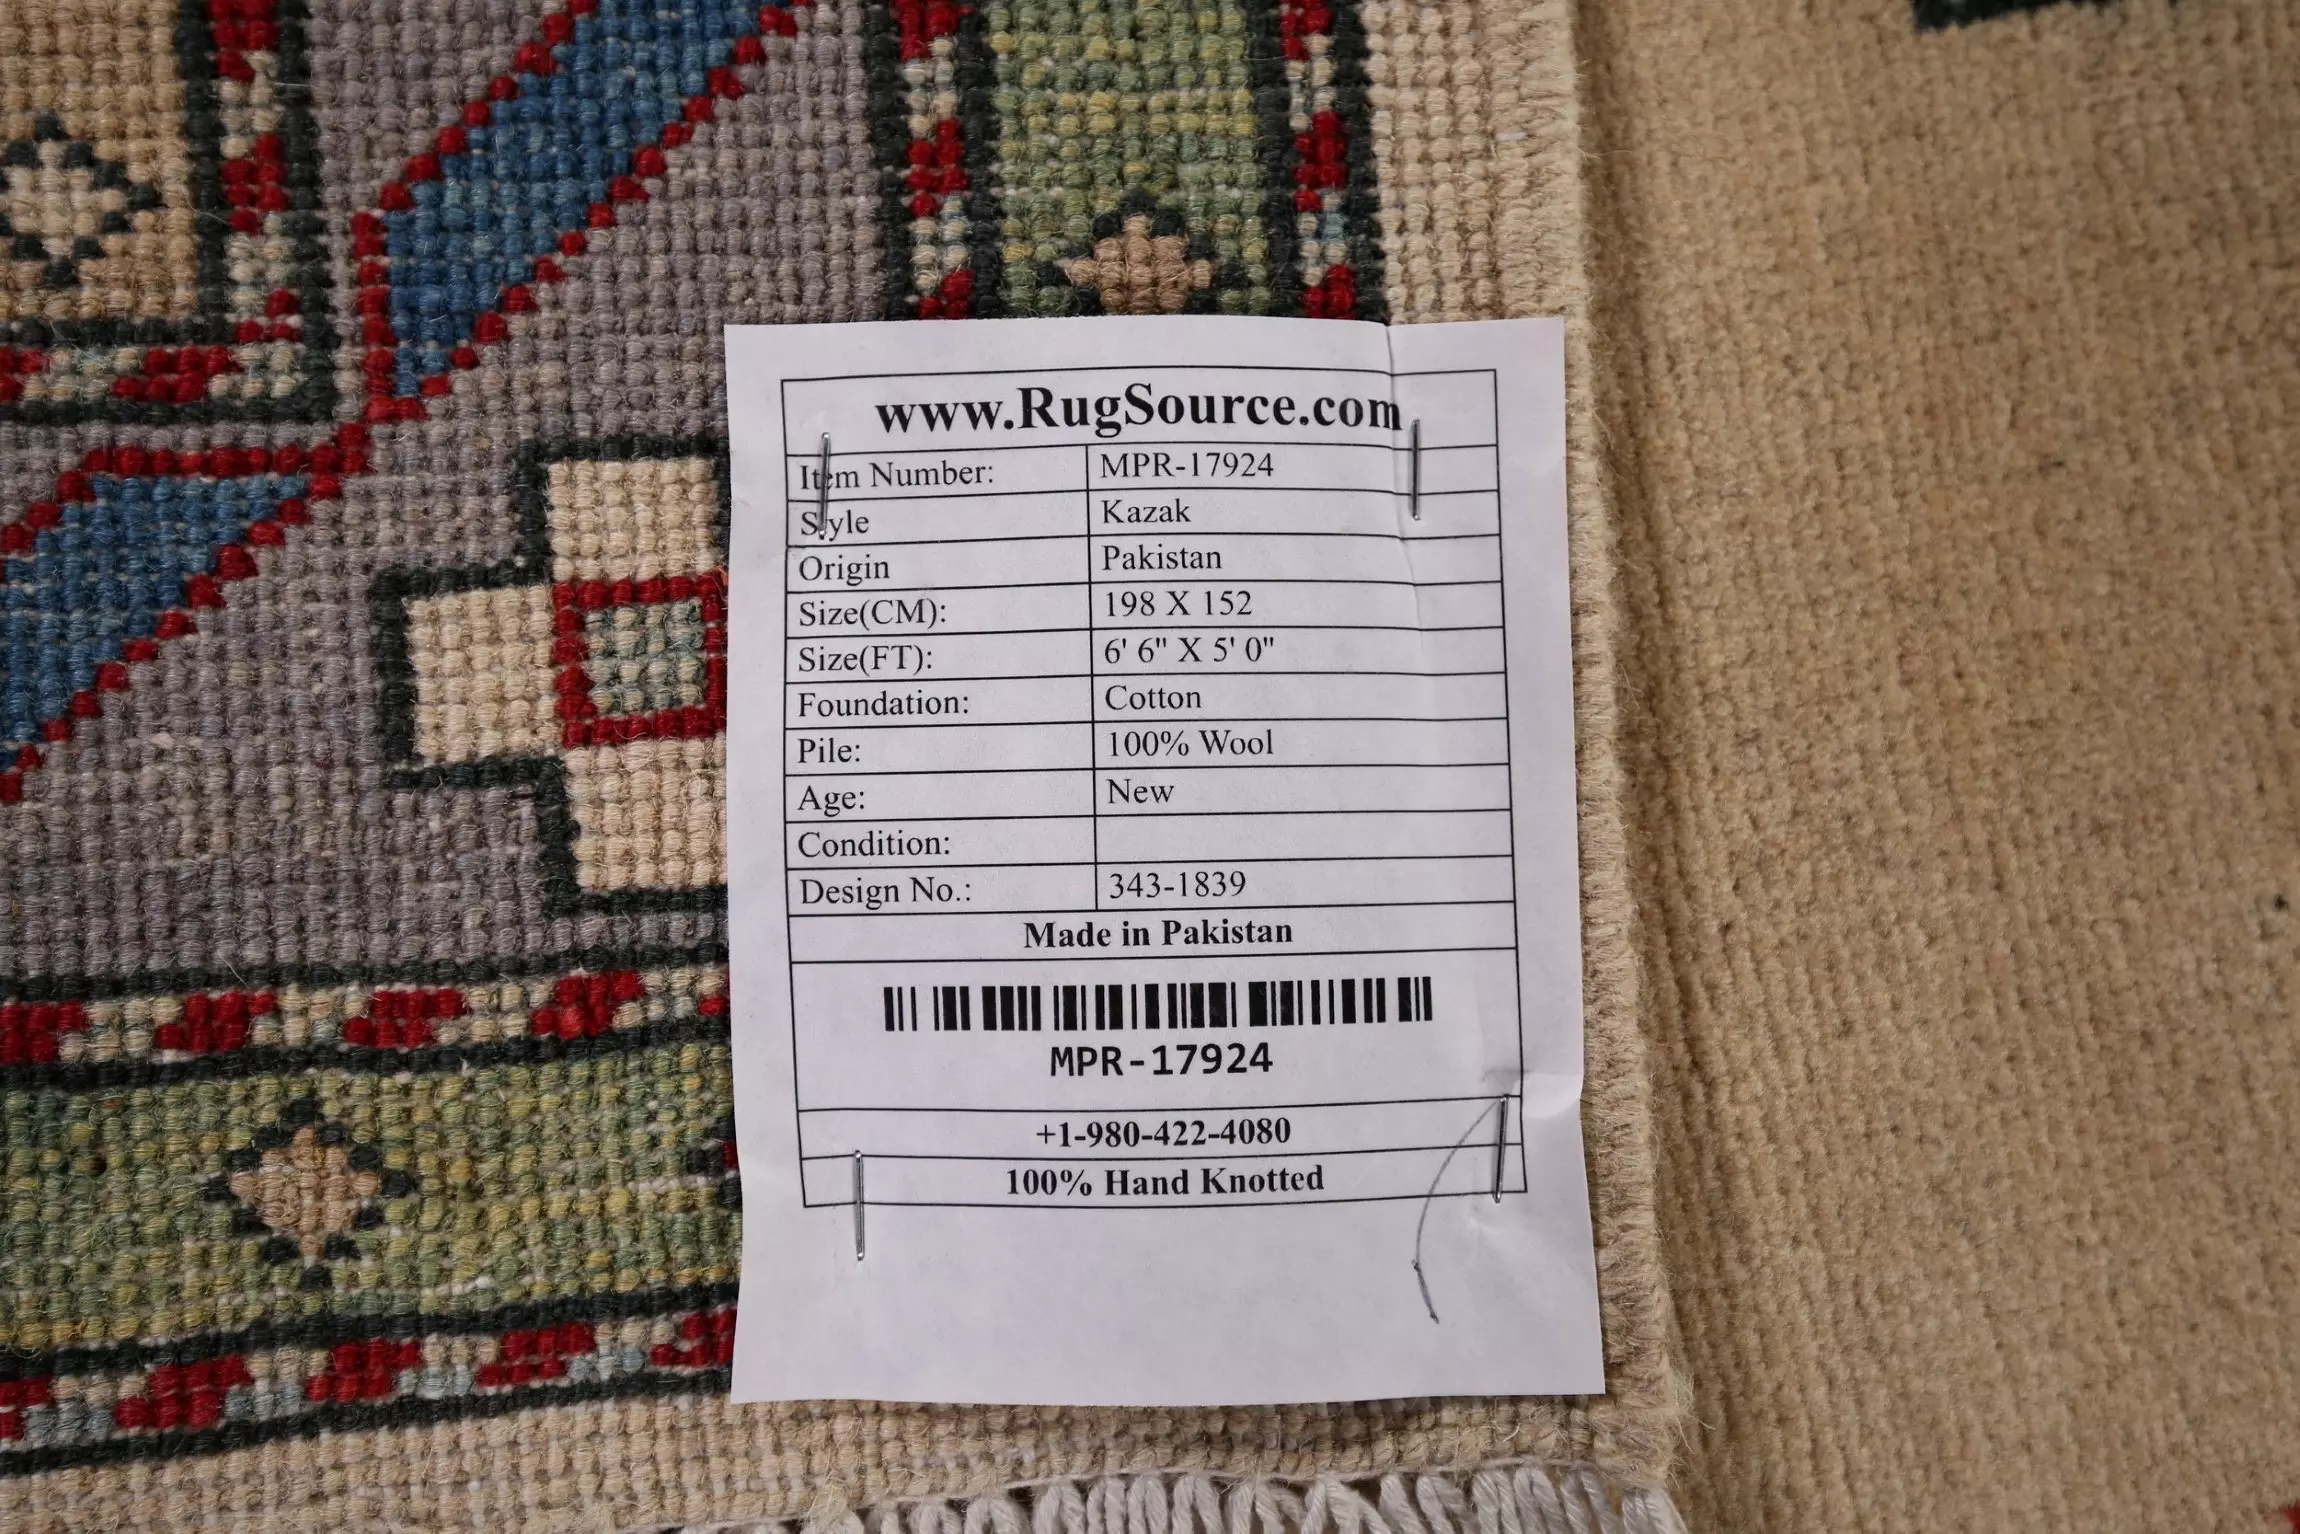 www.RugSource.com
Item Number: MPR-17924
Style Kazak
Origin Pakistan
Size(CM): 198 X 152
Size(FT): 6' 6" X 5' 0"
Foundation: Cotton
Pile: 100% Wool
Age: New
Condition:
Design No.: 343-1839
Made in Pakistan
MPR-17924
+1-980-422-4080
100% Hand Knotted